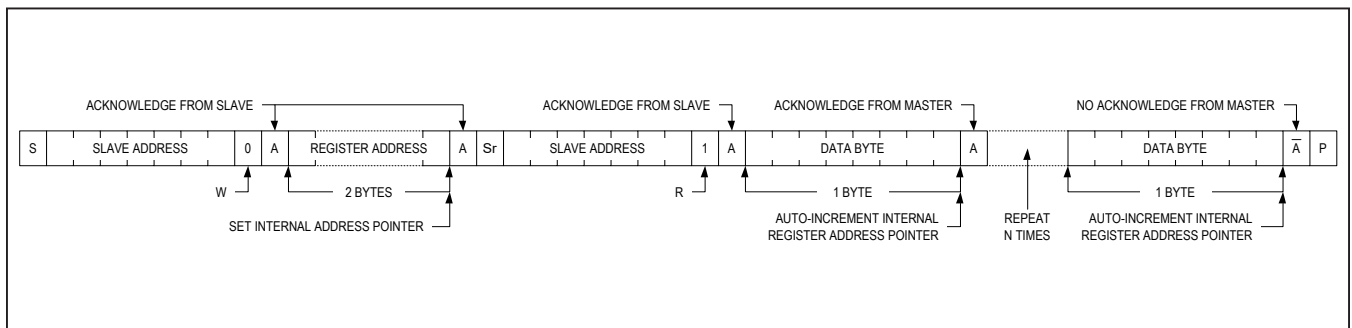 ACKNOWLEDGE FROM SLAVE
ACKNOWLEDGE FROM SLAVE
ACKNOWLEDGE FROM MASTER
NO ACKNOWLEDGE FROM MASTER
S SLAVE ADDRESS 0 A REGISTER ADDRESS A Sr SLAVE ADDRESS 1 A DATA BYTE A DATA BYTE A̅ P
W
2 BYTES
R
1 BYTE
1 BYTE
SET INTERNAL ADDRESS POINTER
AUTO-INCREMENT INTERNAL
REGISTER ADDRESS POINTER
REPEAT
N TIMES
AUTO-INCREMENT INTERNAL
REGISTER ADDRESS POINTER